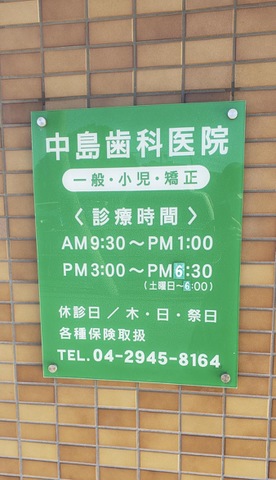 中島歯科医院
一般・小児・矯正
〈 診療時間 〉
AM9:30～PM1:00
PM3:00～PM6:30
(土曜日～6:00)
休診日／木・日・祭日
各種保険取扱
TEL. 04-2945-8164